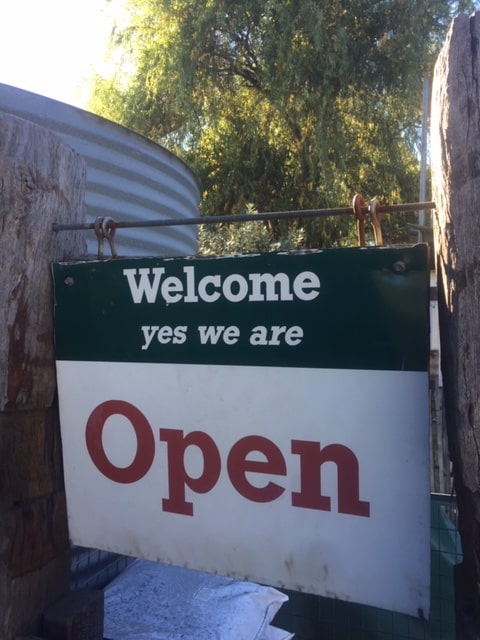 Welcome
yes we are
Open